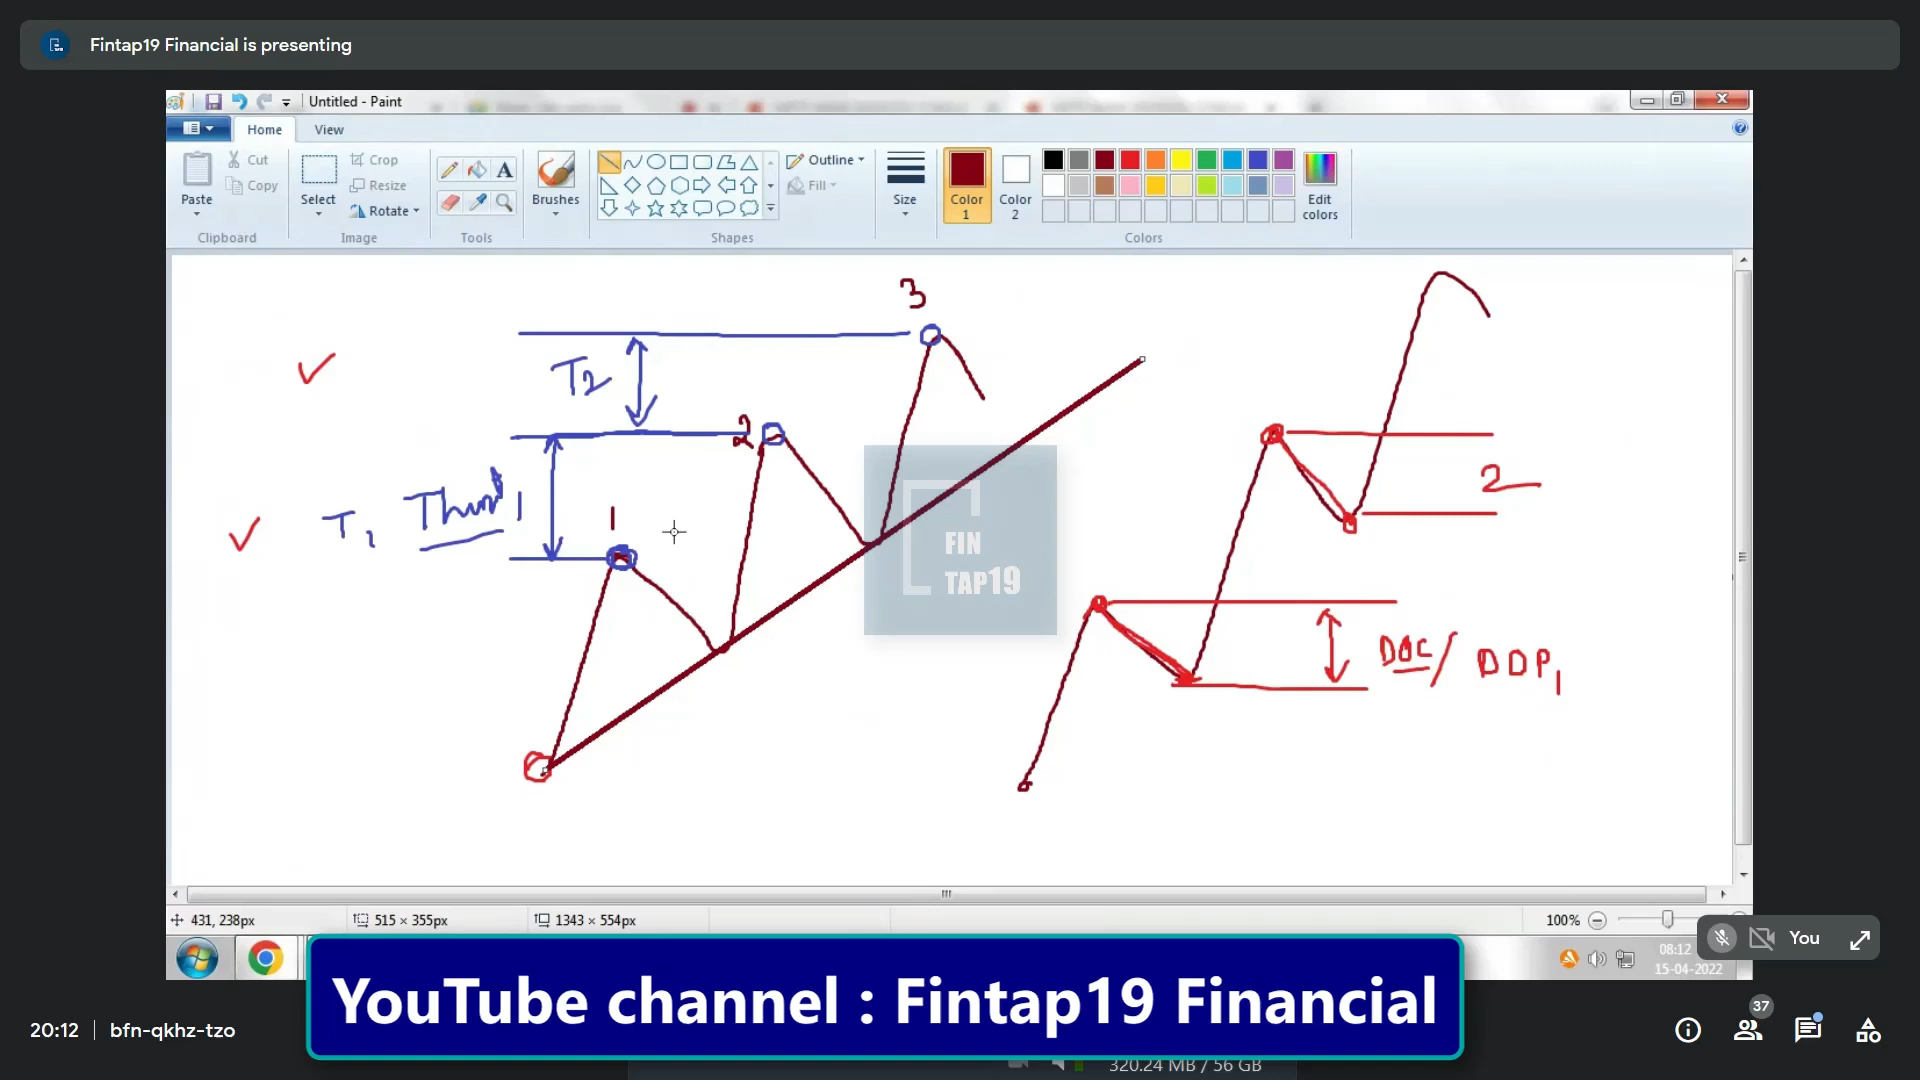 Fintap19 Financial is presenting
Untitled - Paint
Home View
Cut
Copy
Paste
Clipboard
Crop
Resize
Rotate
Select
Image
A
Tools
Brushes
Outline
Fill
Shapes
Size
Color 1
Color 2
Edit colors
Colors
3
T2
2
1
T1
1
FIN
TAP19
2
DOC/ DDP1
431, 238px
515 × 355px
1343 × 554px
100%
You
08:12
15-04-2022
YouTube channel : Fintap19 Financial
20:12 | bfn-qkhz-tzo
37
320.24 MB / 56 GB